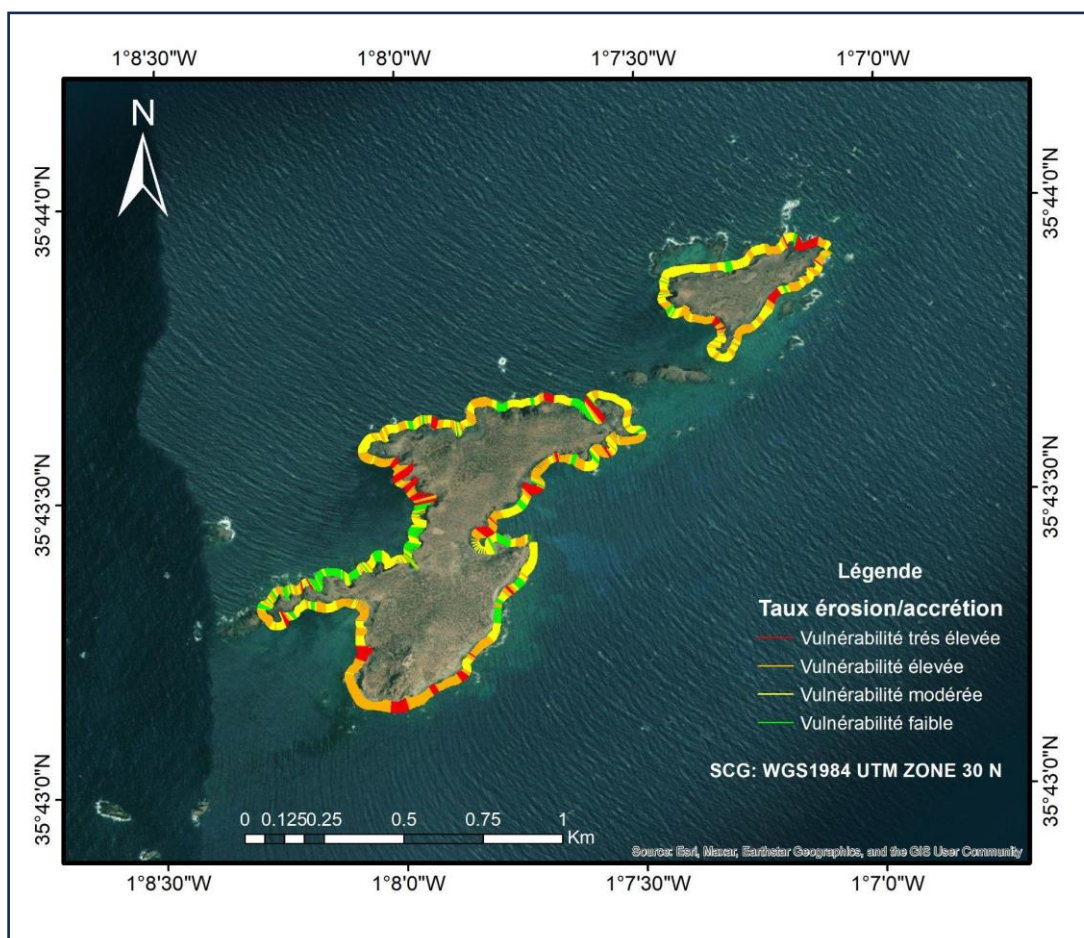 1°8'30"W 1°8'0"W 1°7'30"W 1°7'0"W
N
35°44'0"N 35°44'0"N
35°43'30"N 35°43'30"N
35°43'0"N 35°43'0"N
Légende
Taux érosion/accrétion
Vulnérabilité trés élevée
Vulnérabilité élevée
Vulnérabilité modérée
Vulnérabilité faible
SCG: WGS1984 UTM ZONE 30 N
0 0.125 0.25 0.5 0.75 1
Km
Source: Esri, Maxar, Earthstar Geographics, and the GIS User Community
1°8'30"W 1°8'0"W 1°7'30"W 1°7'0"W